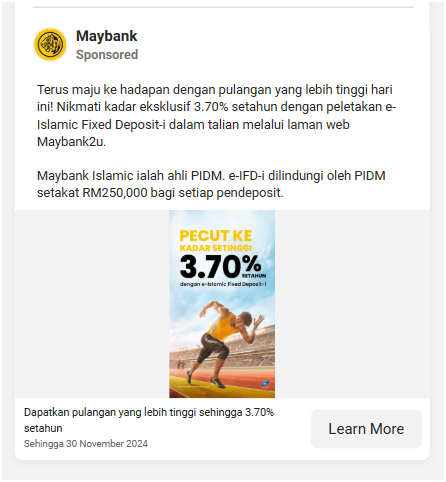 Maybank
Sponsored
Terus maju ke hadapan dengan pulangan yang lebih tinggi hari
ini! Nikmati kadar eksklusif 3.70% setahun dengan peletakan e-
Islamic Fixed Deposit-i dalam talian melalui laman web
Maybank2u.
Maybank Islamic ialah ahli PIDM. e-IFD-i dilindungi oleh PIDM
setakat RM250,000 bagi setiap pendeposit.
PECUT KE
KADAR SETINGGI
3.70%
SETAHUN
dengan e-Islamic Fixed Deposit-i
Dapatkan pulangan yang lebih tinggi sehingga 3.70%
setahun
Sehingga 30 November 2024
Learn More